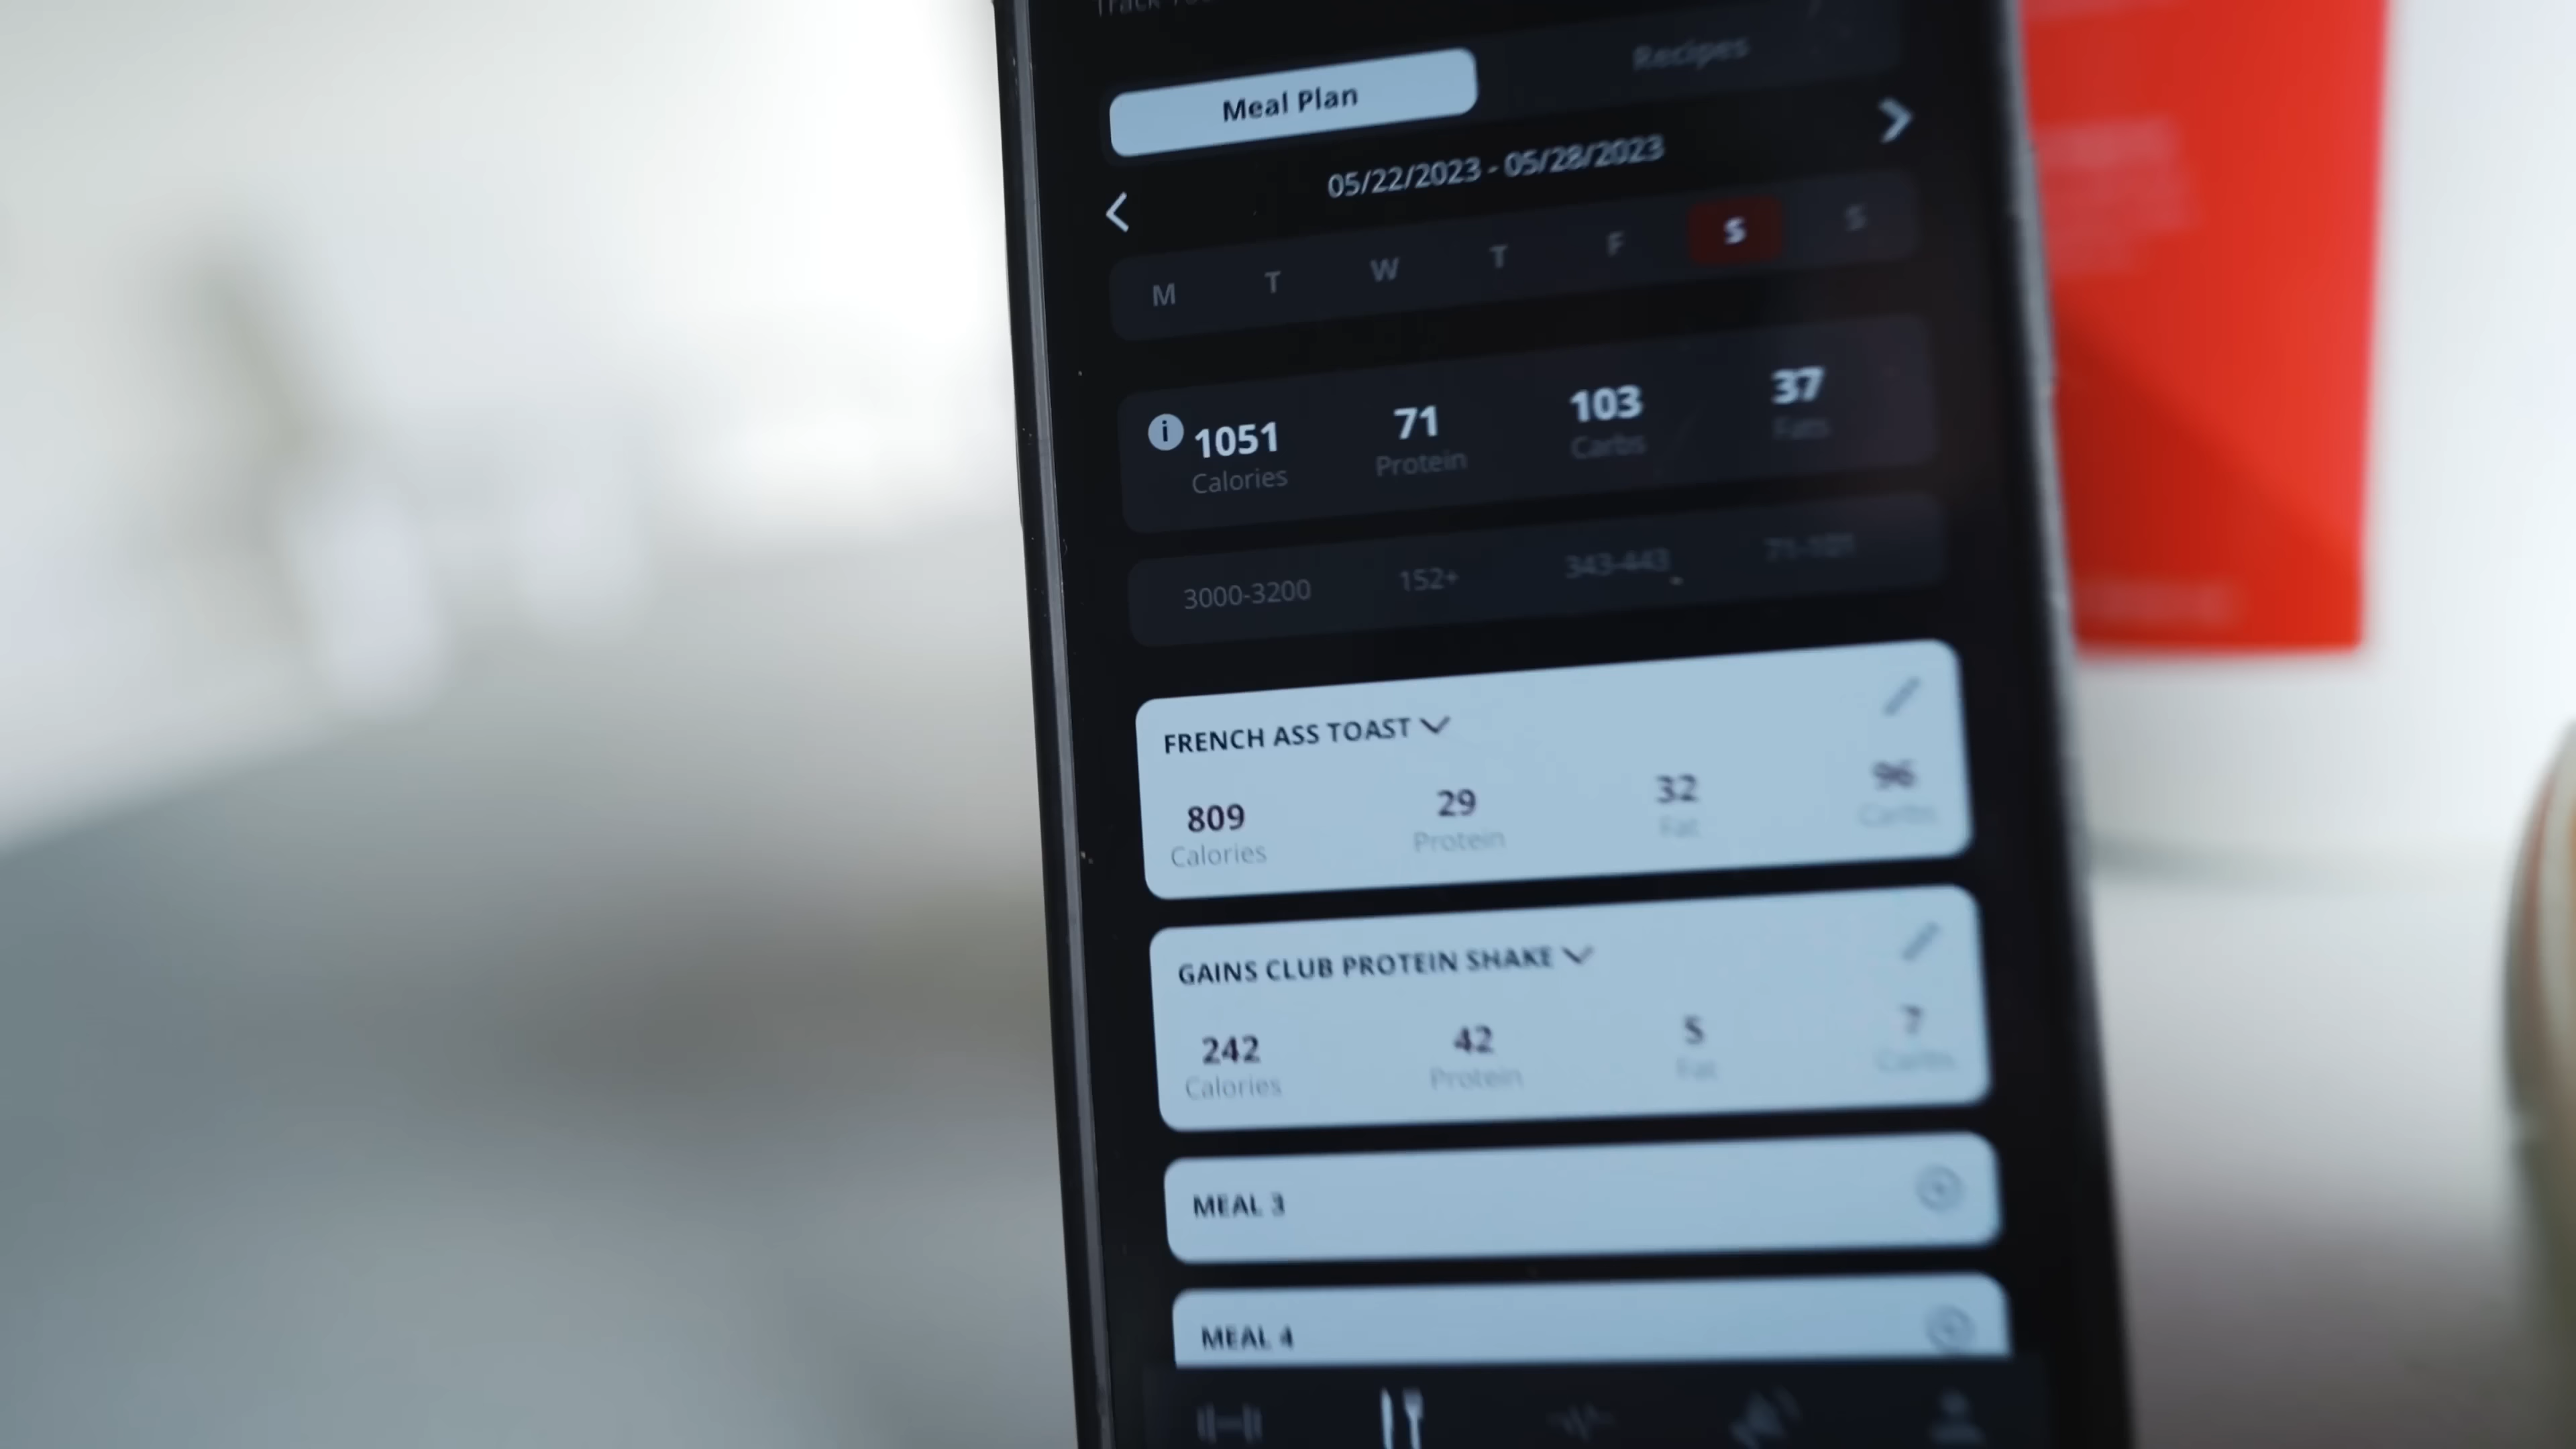 Meal Plan
Recipes
05/22/2023 - 05/28/2023
M T W T F S S
1051 71 103 37
Calories Protein Carbs Fats
3000-3200 152+ 343-443 71-101
FRENCH ASS TOAST
809 29 32 96
Calories Protein Fat Carbs
GAINS CLUB PROTEIN SHAKE
242 42 5 7
Calories Protein Fat Carbs
MEAL 3
MEAL 4